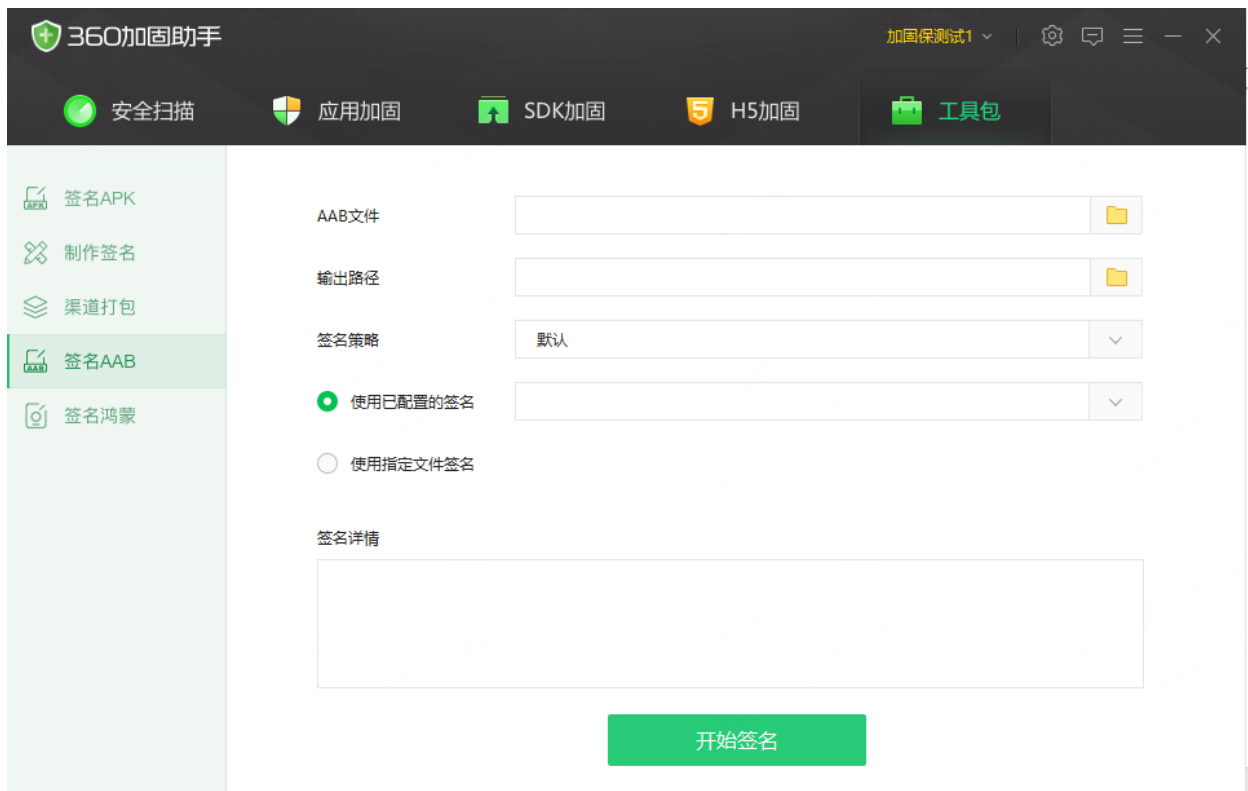 360加固助手
加固保测试1
安全扫描
应用加固
SDK加固
H5加固
工具包
签名APK
制作签名
渠道打包
签名AAB
签名鸿蒙
AAB文件
输出路径
签名策略 默认
使用已配置的签名
使用指定文件签名
签名详情
开始签名